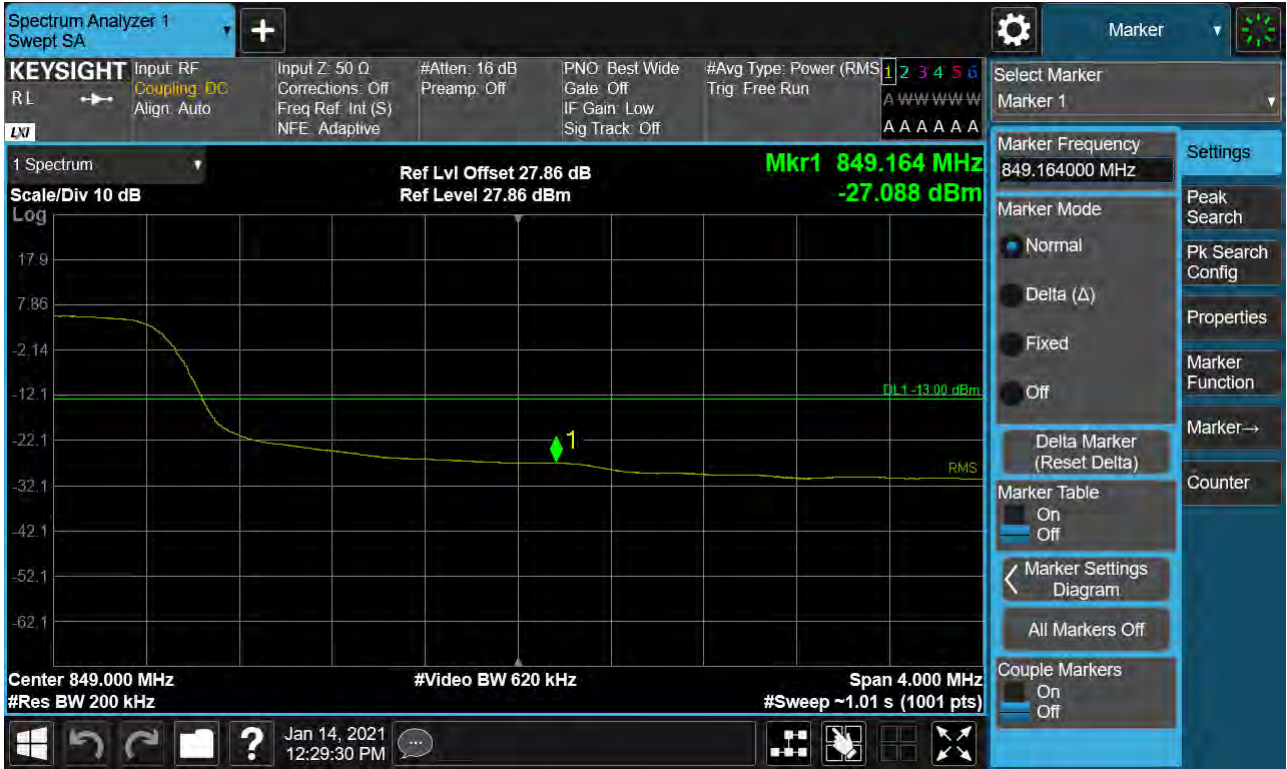 Spectrum Analyzer 1
Swept SA
+
Marker
KEYSIGHT
RL
LXI
Input: RF
Coupling: DC
Align: Auto
Input Z: 50 Ω
Corrections: Off
Freq Ref: Int (S)
NFE: Adaptive
#Atten: 16 dB
Preamp: Off
PNO: Best Wide
Gate: Off
IF Gain: Low
Sig Track: Off
#Avg Type: Power (RMS
Trig: Free Run
1 2 3 4 5 6
A W W W W W
A A A A A A
Select Marker
Marker 1
1 Spectrum
Scale/Div 10 dB
Ref Lvl Offset 27.86 dB
Ref Level 27.86 dBm
Mkr1 849.164 MHz
-27.088 dBm
Log
17.9
7.86
-2.14
-12.1
-22.1
-32.1
-42.1
-52.1
-62.1
DL1 -13.00 dBm
1
RMS
Center 849.000 MHz
#Res BW 200 kHz
#Video BW 620 kHz
Span 4.000 MHz
#Sweep ~1.01 s (1001 pts)
Marker Frequency
849.164000 MHz
Marker Mode
Normal
Delta (Δ)
Fixed
Off
Delta Marker
(Reset Delta)
Marker Table
On
Off
Marker Settings
Diagram
All Markers Off
Couple Markers
On
Off
Settings
Peak
Search
Pk Search
Config
Properties
Marker
Function
Marker→
Counter
?
Jan 14, 2021
12:29:30 PM